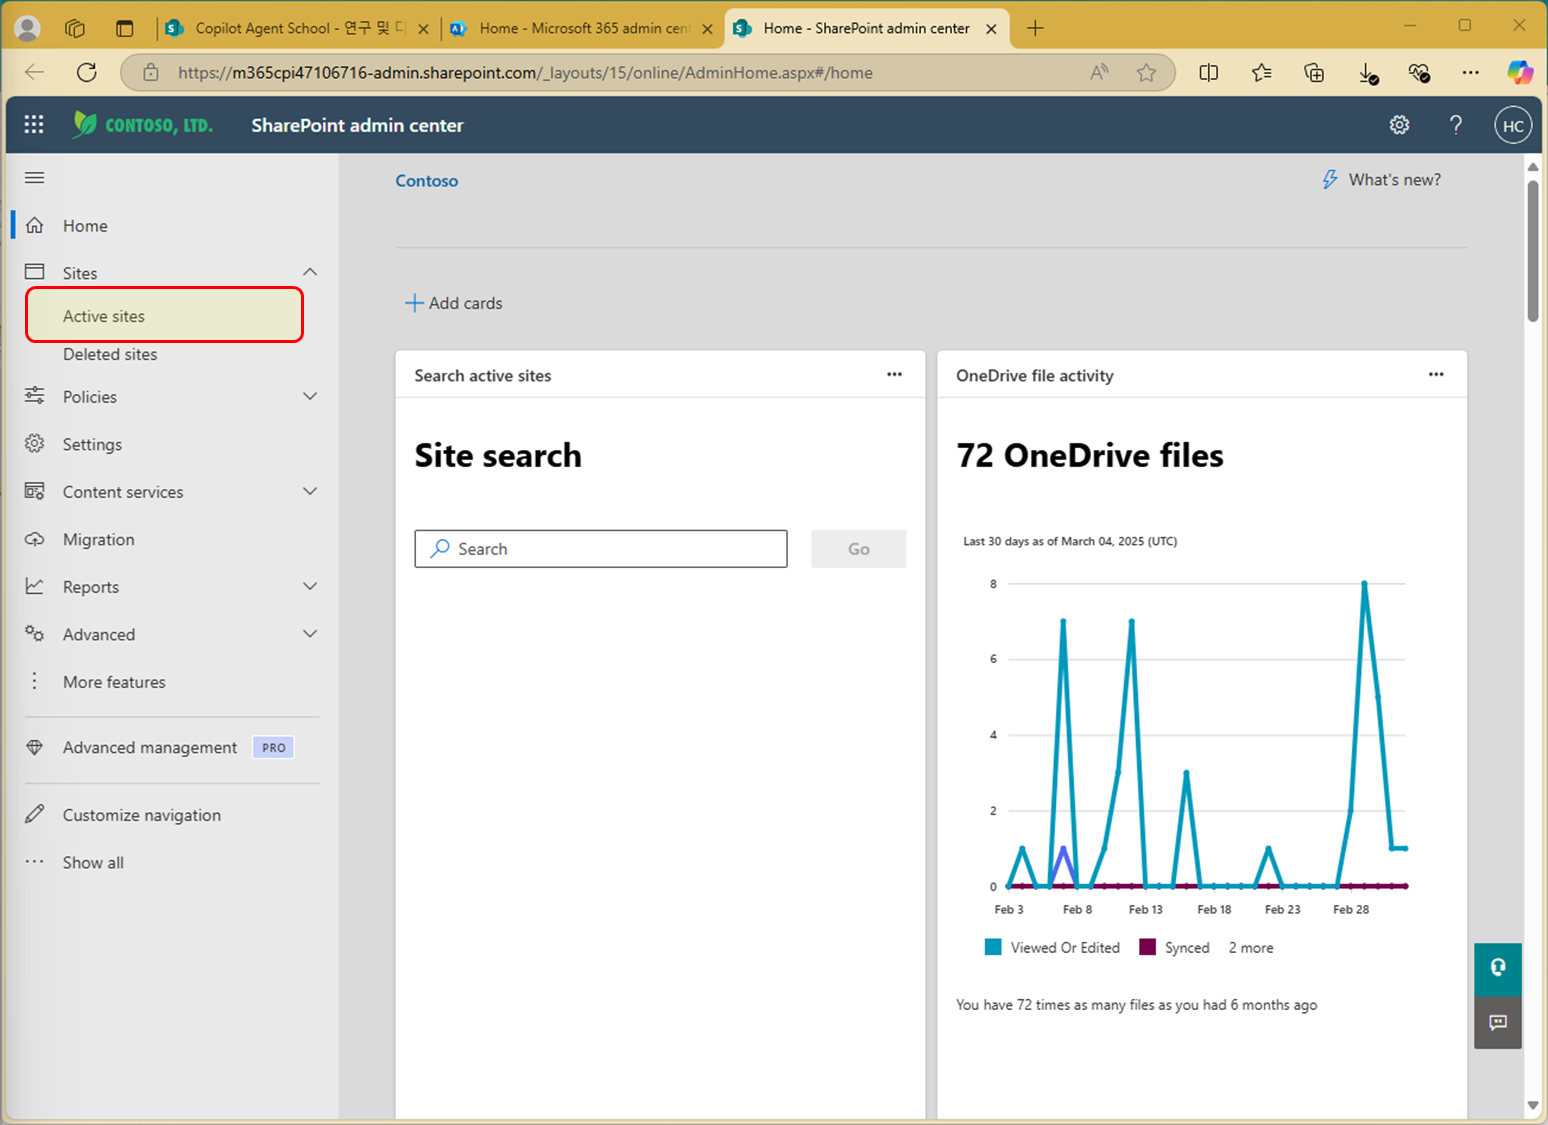 Copilot Agent School - 연구 및
Home - Microsoft 365 admin cen
Home - SharePoint admin center
https://m365cpi47106716-admin.sharepoint.com/_layouts/15/online/AdminHome.aspx#/home
CONTOSO, LTD.
SharePoint admin center
?
HC
Contoso
What's new?
Home
Sites
Active sites
Deleted sites
Policies
Settings
Content services
Migration
Reports
Advanced
More features
Advanced management PRO
Customize navigation
Show all
Add cards
Search active sites
Site search
Search
Go
OneDrive file activity
72 OneDrive files
Last 30 days as of March 04, 2025 (UTC)
8
6
4
2
0
Feb 3 Feb 8 Feb 13 Feb 18 Feb 23 Feb 28
Viewed Or Edited Synced 2 more
You have 72 times as many files as you had 6 months ago